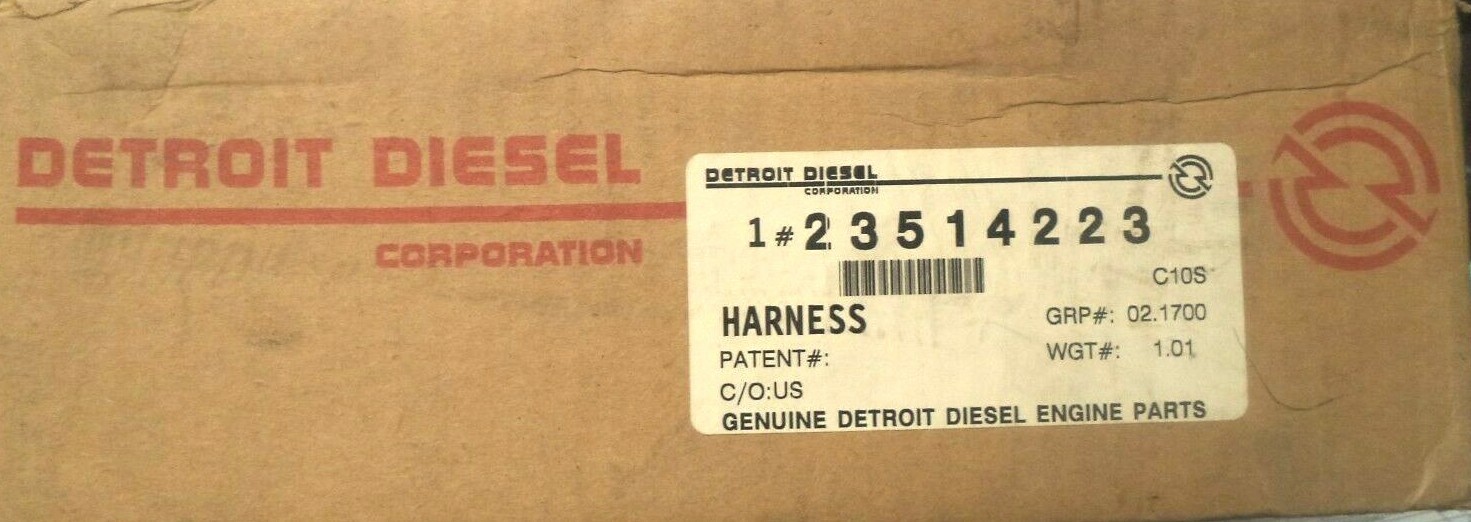 DETROIT DIESEL
CORPORATION
DETROIT DIESEL
CORPORATION
1#23514223
C10S
HARNESS
GRP#: 02.1700
PATENT#:
WGT#: 1.01
C/O:US
GENUINE DETROIT DIESEL ENGINE PARTS